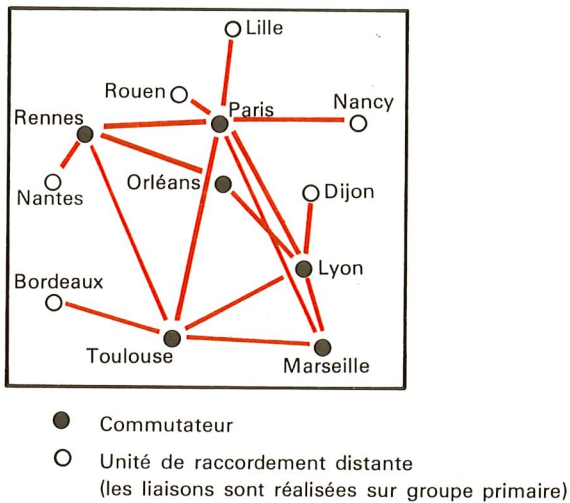 Lille
Rouen
Paris
Nancy
Rennes
Orléans
Dijon
Nantes
Lyon
Bordeaux
Toulouse
Marseille
Commutateur
Unité de raccordement distante
(les liaisons sont réalisées sur groupe primaire)